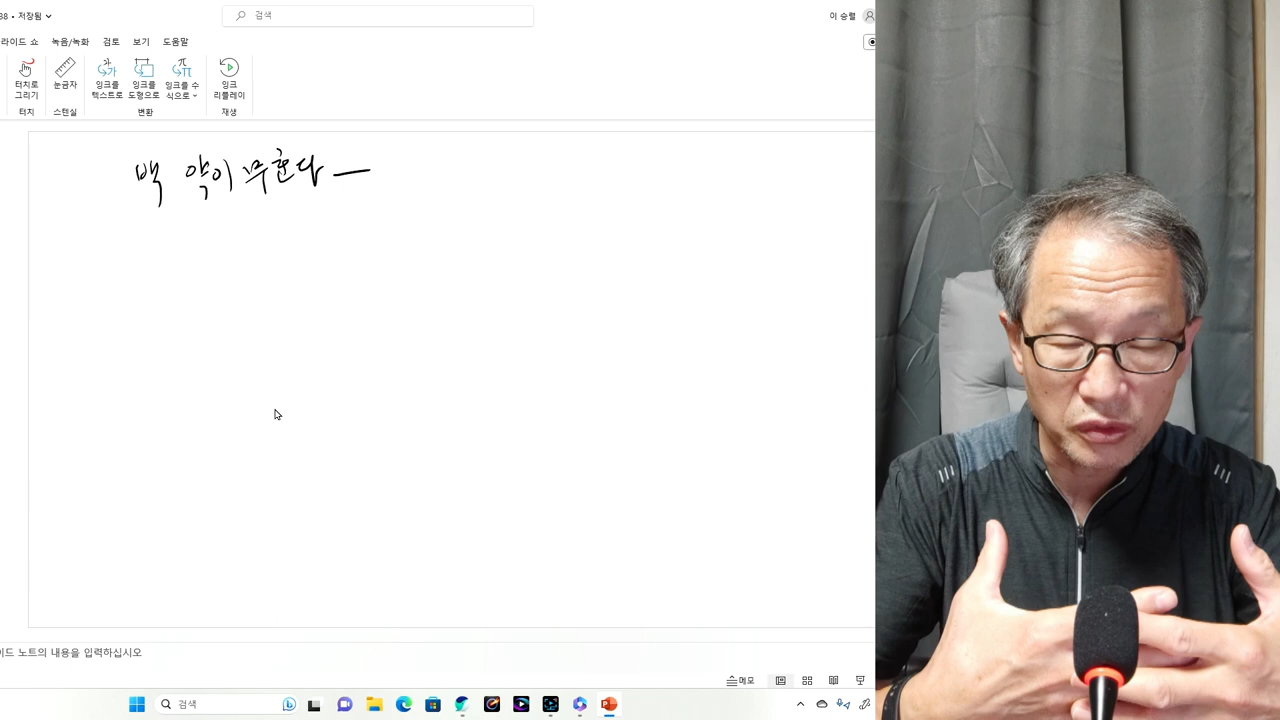 38 • 저장됨
검색
이 승렬
라이드 쇼 녹음/녹화 검토 보기 도움말
터치로 그리기
눈금자
잉크를 텍스트로
잉크를 도형으로
잉크를 수식으로
잉크 리플레이
터치 스텐실 변환 재생
백 약이 무훈다 —
이드 노트의 내용을 입력하십시오
메모
검색